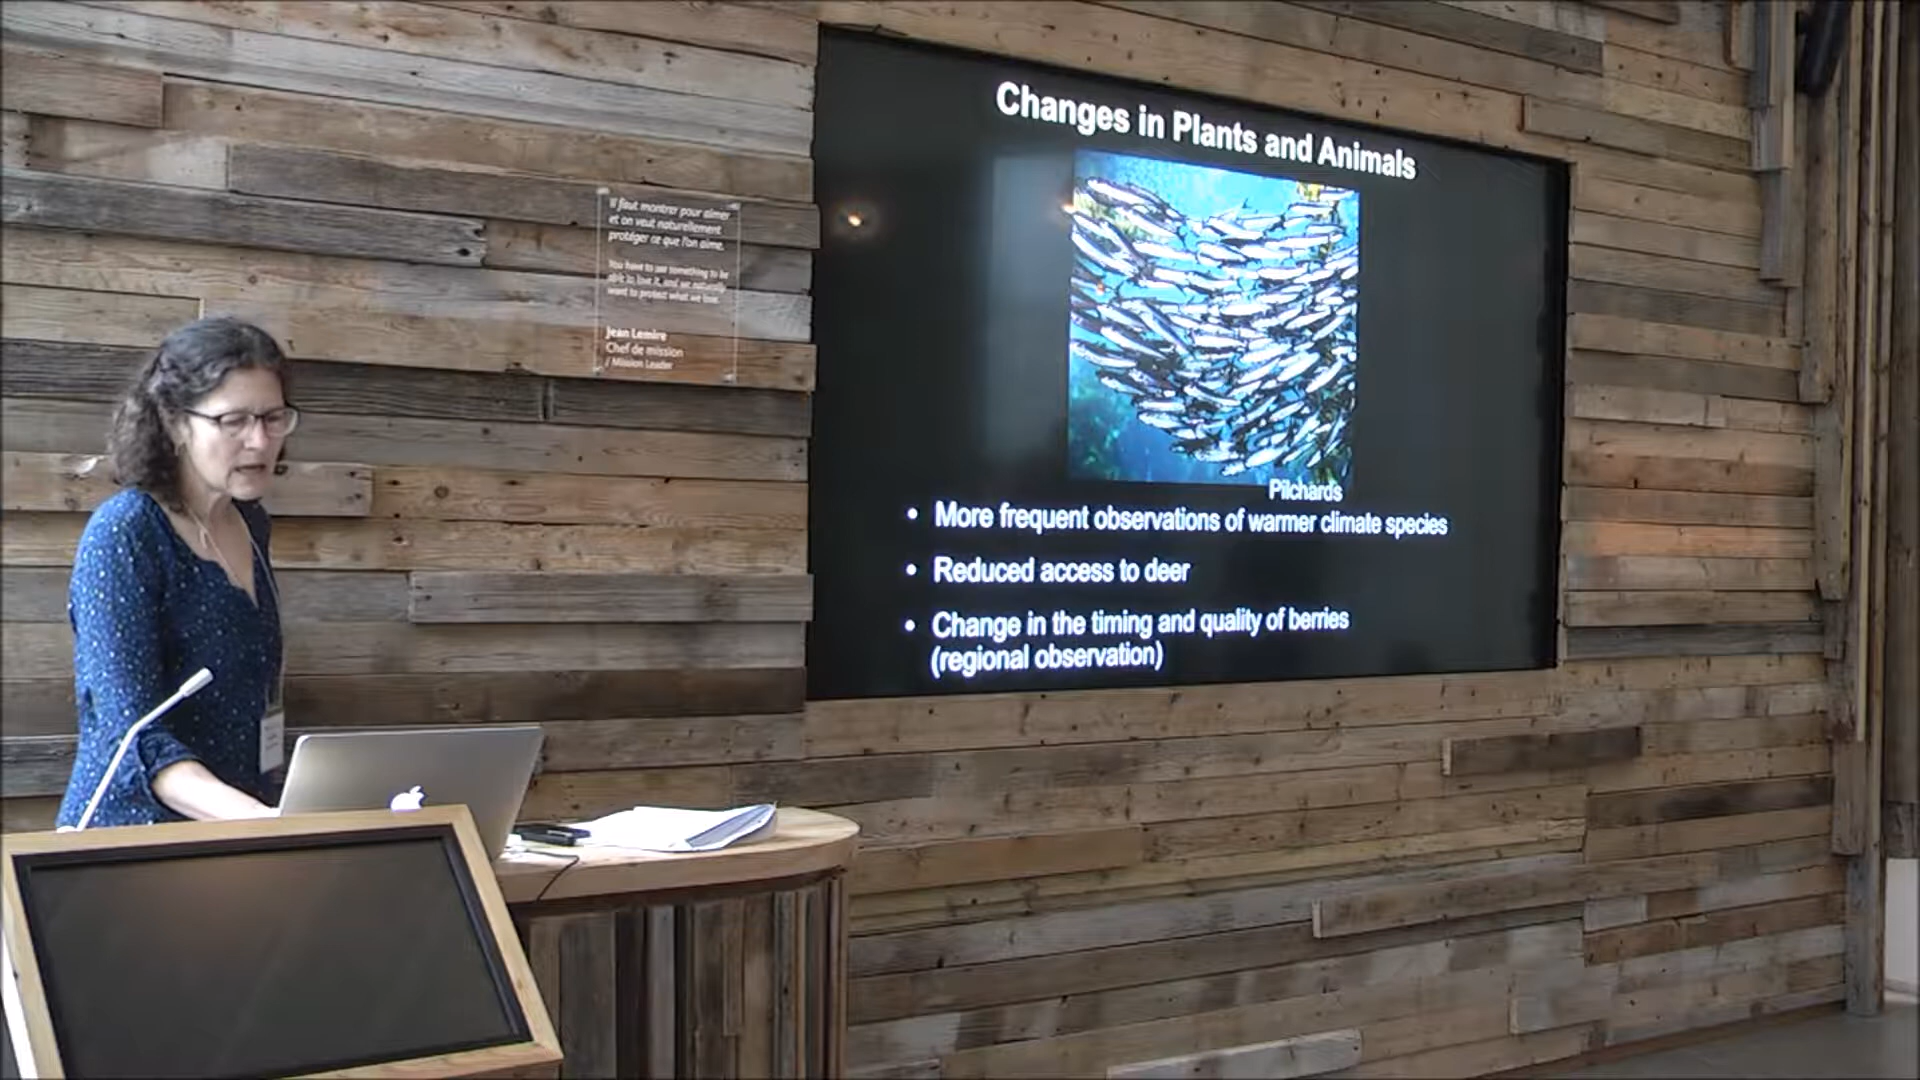 Il faut montrer pour aimer
et on veut naturellement
protéger ce que l'on aime.
You have to see something to be
able to love it, and we naturally
want to protect what we love.
Jean Lemire
Chef de mission
/ Mission Leader
Changes in Plants and Animals
Pilchards
• More frequent observations of warmer climate species
• Reduced access to deer
• Change in the timing and quality of berries
(regional observation)